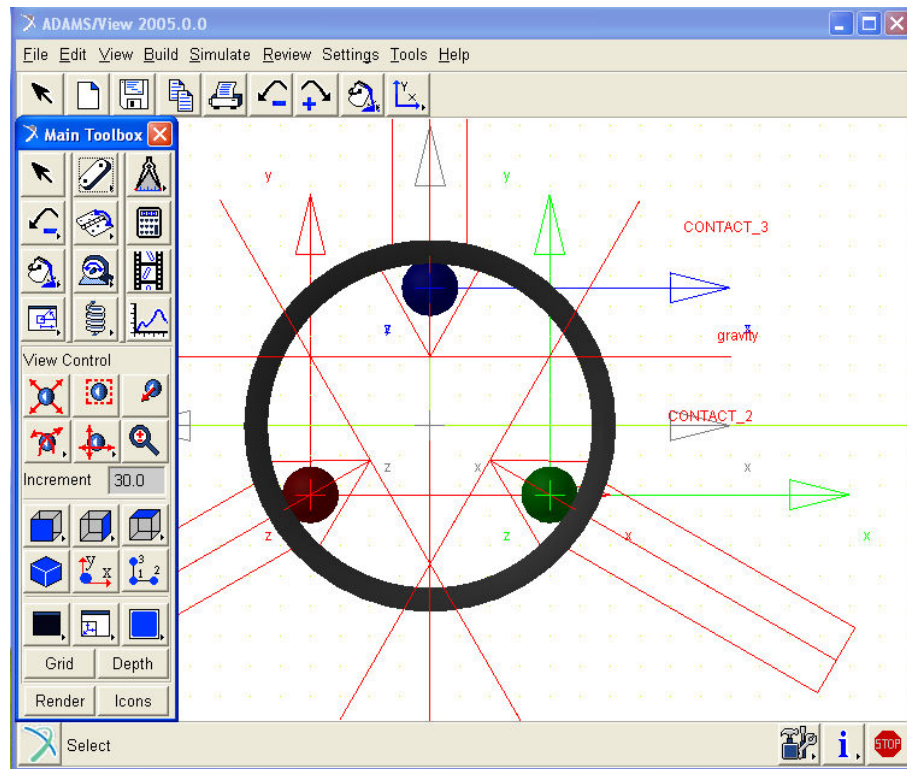 ADAMS/View 2005.0.0
File Edit View Build Simulate Review Settings Tools Help
Main Toolbox
y
y
CONTACT_3
z
x
gravity
View Control
CONTACT_2
z
x
x
Increment 30.0
z
x
z
x
Grid Depth
Render Icons
Select
STOP